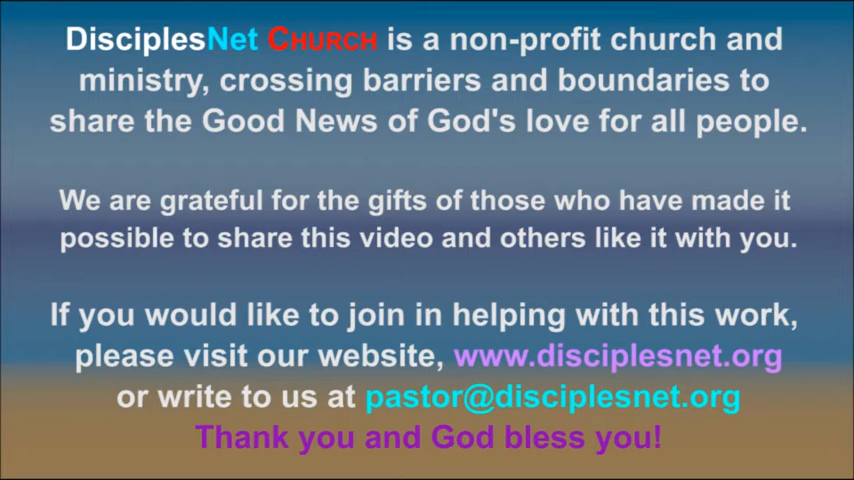 DisciplesNet CHURCH is a non-profit church and
ministry, crossing barriers and boundaries to
share the Good News of God's love for all people.
We are grateful for the gifts of those who have made it
possible to share this video and others like it with you.
If you would like to join in helping with this work,
please visit our website, www.disciplesnet.org
or write to us at pastor@disciplesnet.org
Thank you and God bless you!